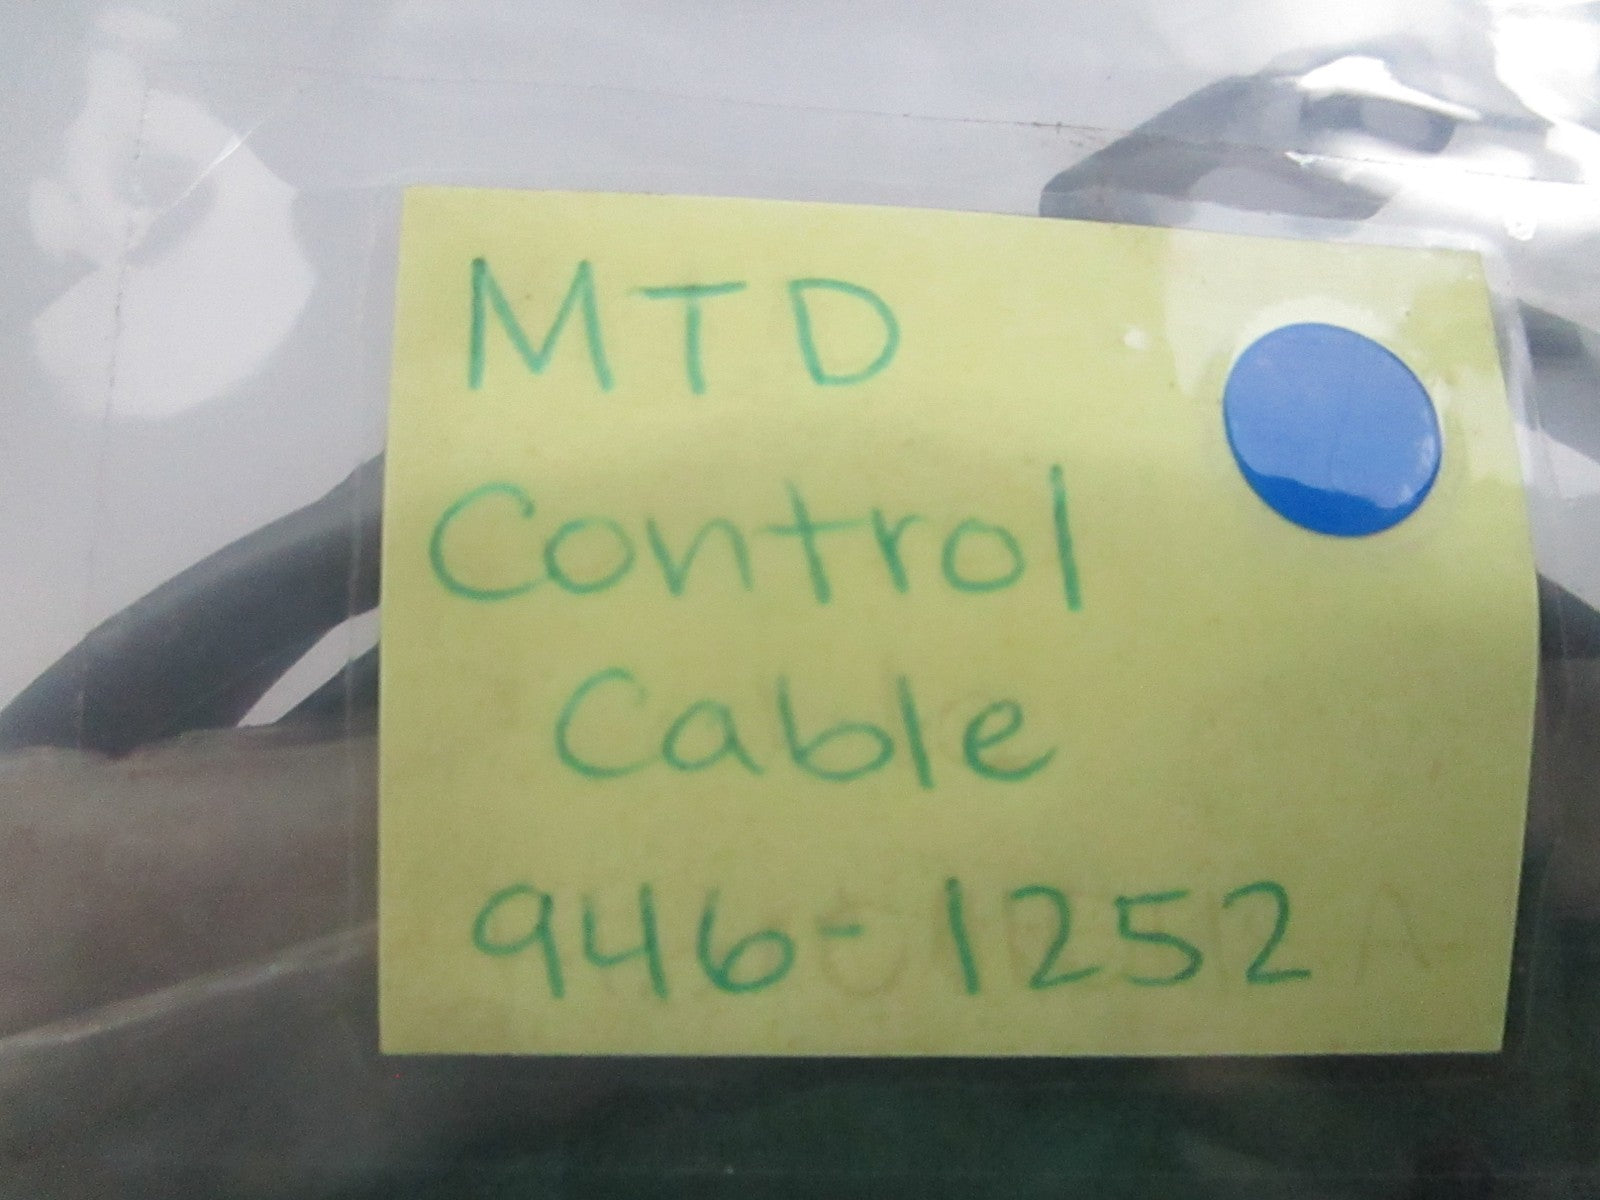 MTD
Control
Cable
946-1252